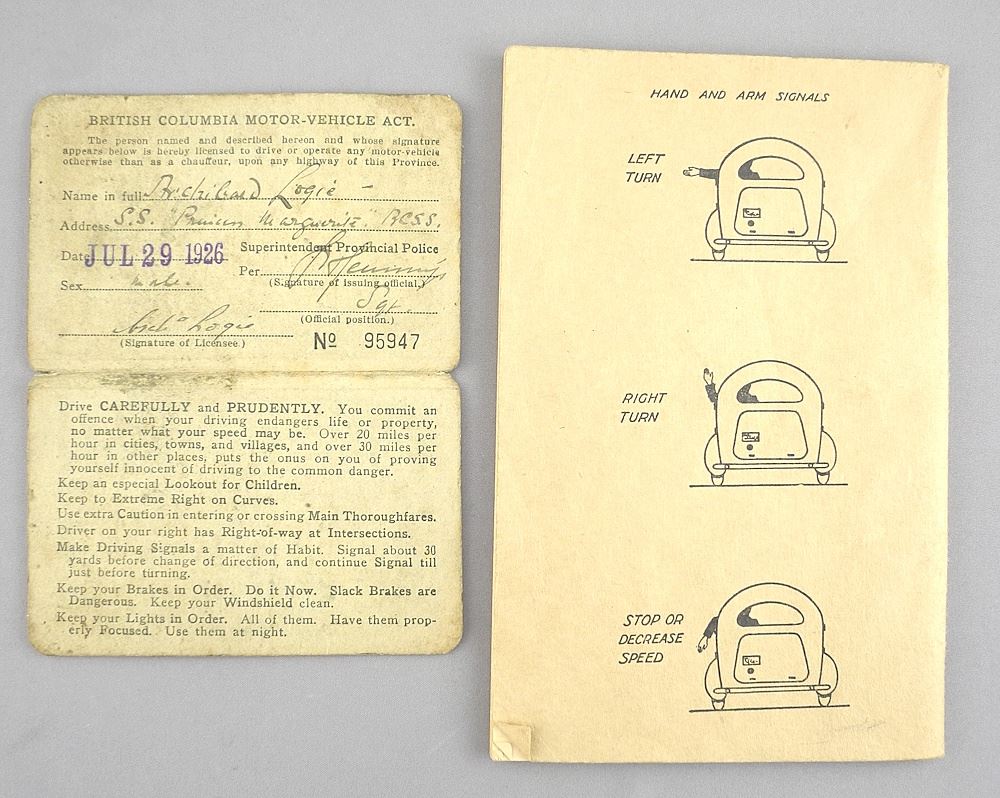 BRITISH COLUMBIA MOTOR-VEHICLE ACT.
The person named and described hereon and whose signature
appears below is hereby licensed to drive or operate any motor-vehicle
otherwise than as a chauffeur, upon any highway of this Province.
Name in full Archibald Logie -
Address S.S. "Princess Marguerite" B.C.S.S.
Date JUL 29 1926 Superintendent Provincial Police
Per
Sex male. (Signature of issuing official.)
Sgt.
(Official position.)
Archd Logie
(Signature of Licensee.) No 95947
Drive CAREFULLY and PRUDENTLY. You commit an
offence when your driving endangers life or property,
no matter what your speed may be. Over 20 miles per
hour in cities, towns, and villages, and over 30 miles per
hour in other places, puts the onus on you of proving
yourself innocent of driving to the common danger.
Keep an especial Lookout for Children.
Keep to Extreme Right on Curves.
Use extra Caution in entering or crossing Main Thoroughfares.
Driver on your right has Right-of-way at Intersections.
Make Driving Signals a matter of Habit. Signal about 30
yards before change of direction, and continue Signal till
just before turning.
Keep your Brakes in Order. Do it Now. Slack Brakes are
Dangerous. Keep your Windshield clean.
Keep your Lights in Order. All of them. Have them prop-
erly Focused. Use them at night.
HAND AND ARM SIGNALS
LEFT
TURN
RIGHT
TURN
STOP OR
DECREASE
SPEED